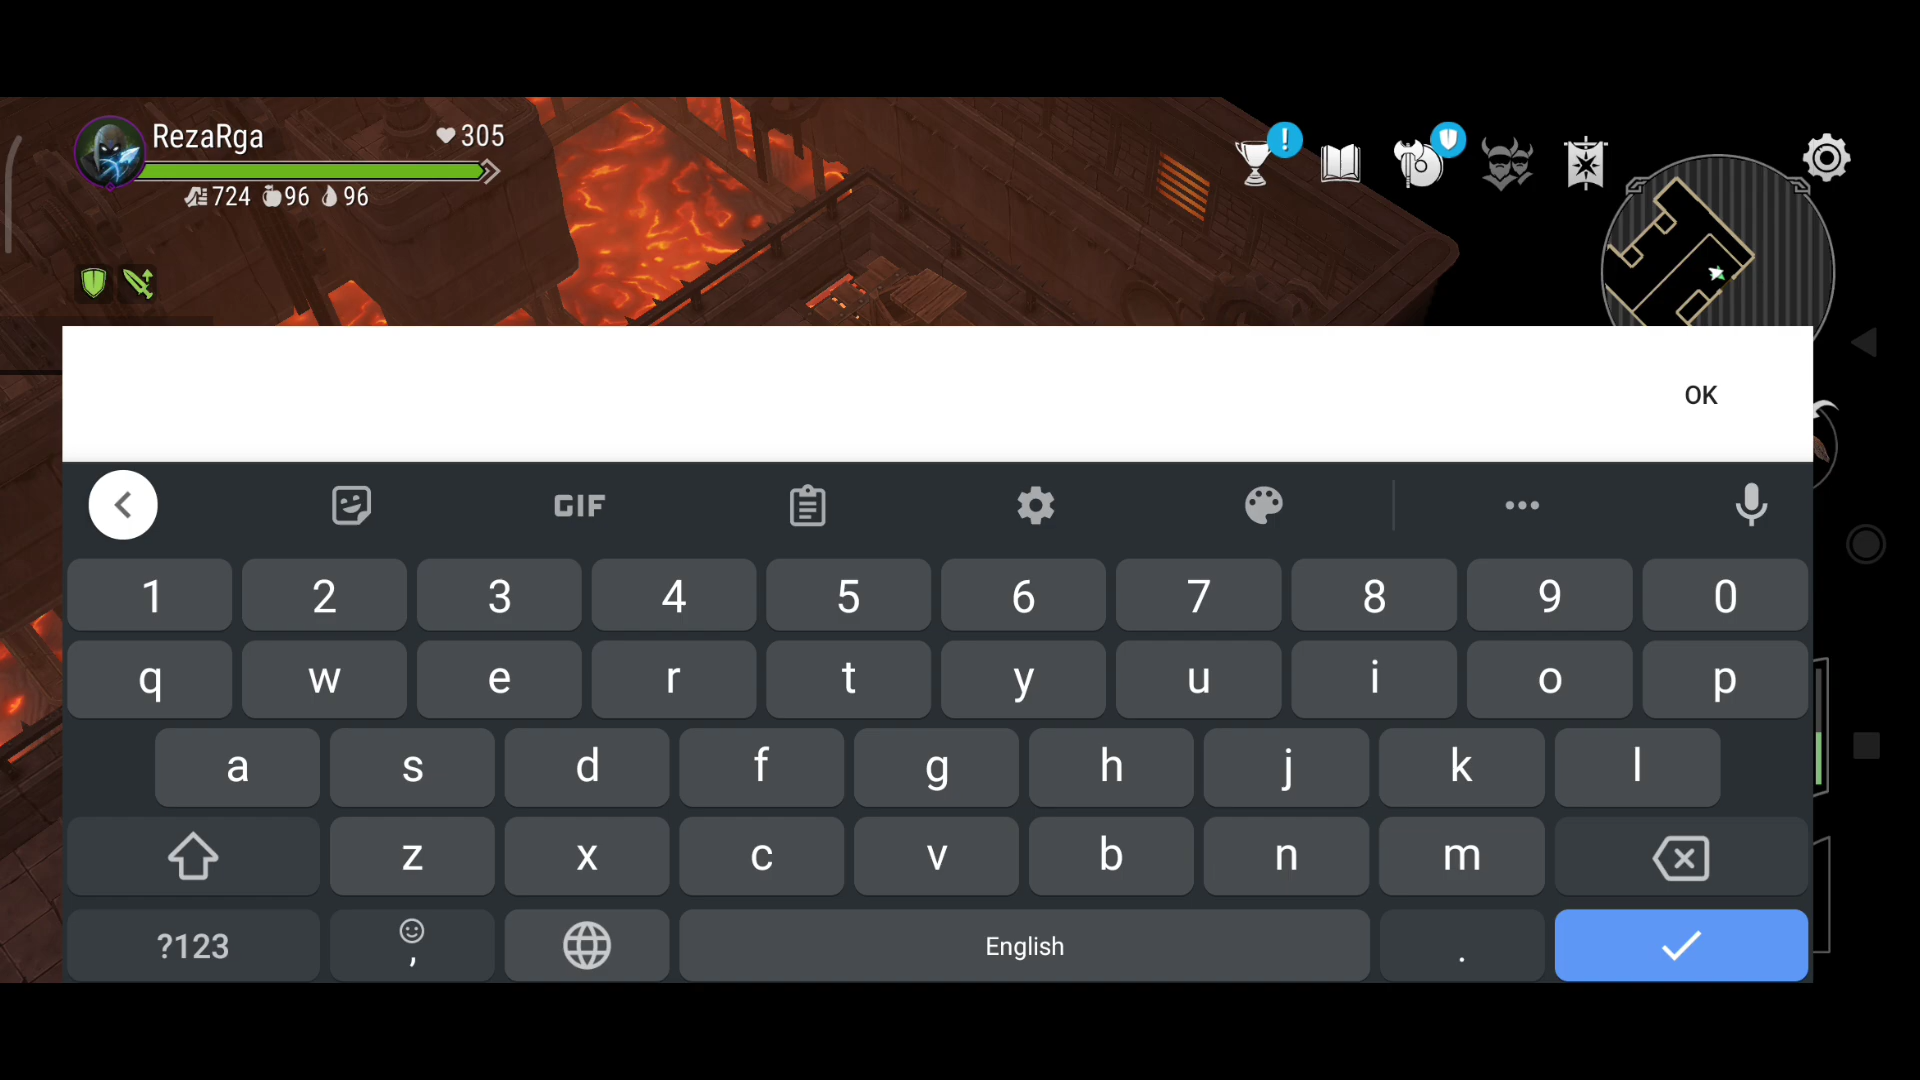 RezaRga 305
724 96 96
OK
GIF
1 2 3 4 5 6 7 8 9 0
q w e r t y u i o p
a s d f g h j k l
z x c v b n m
?123 , English .